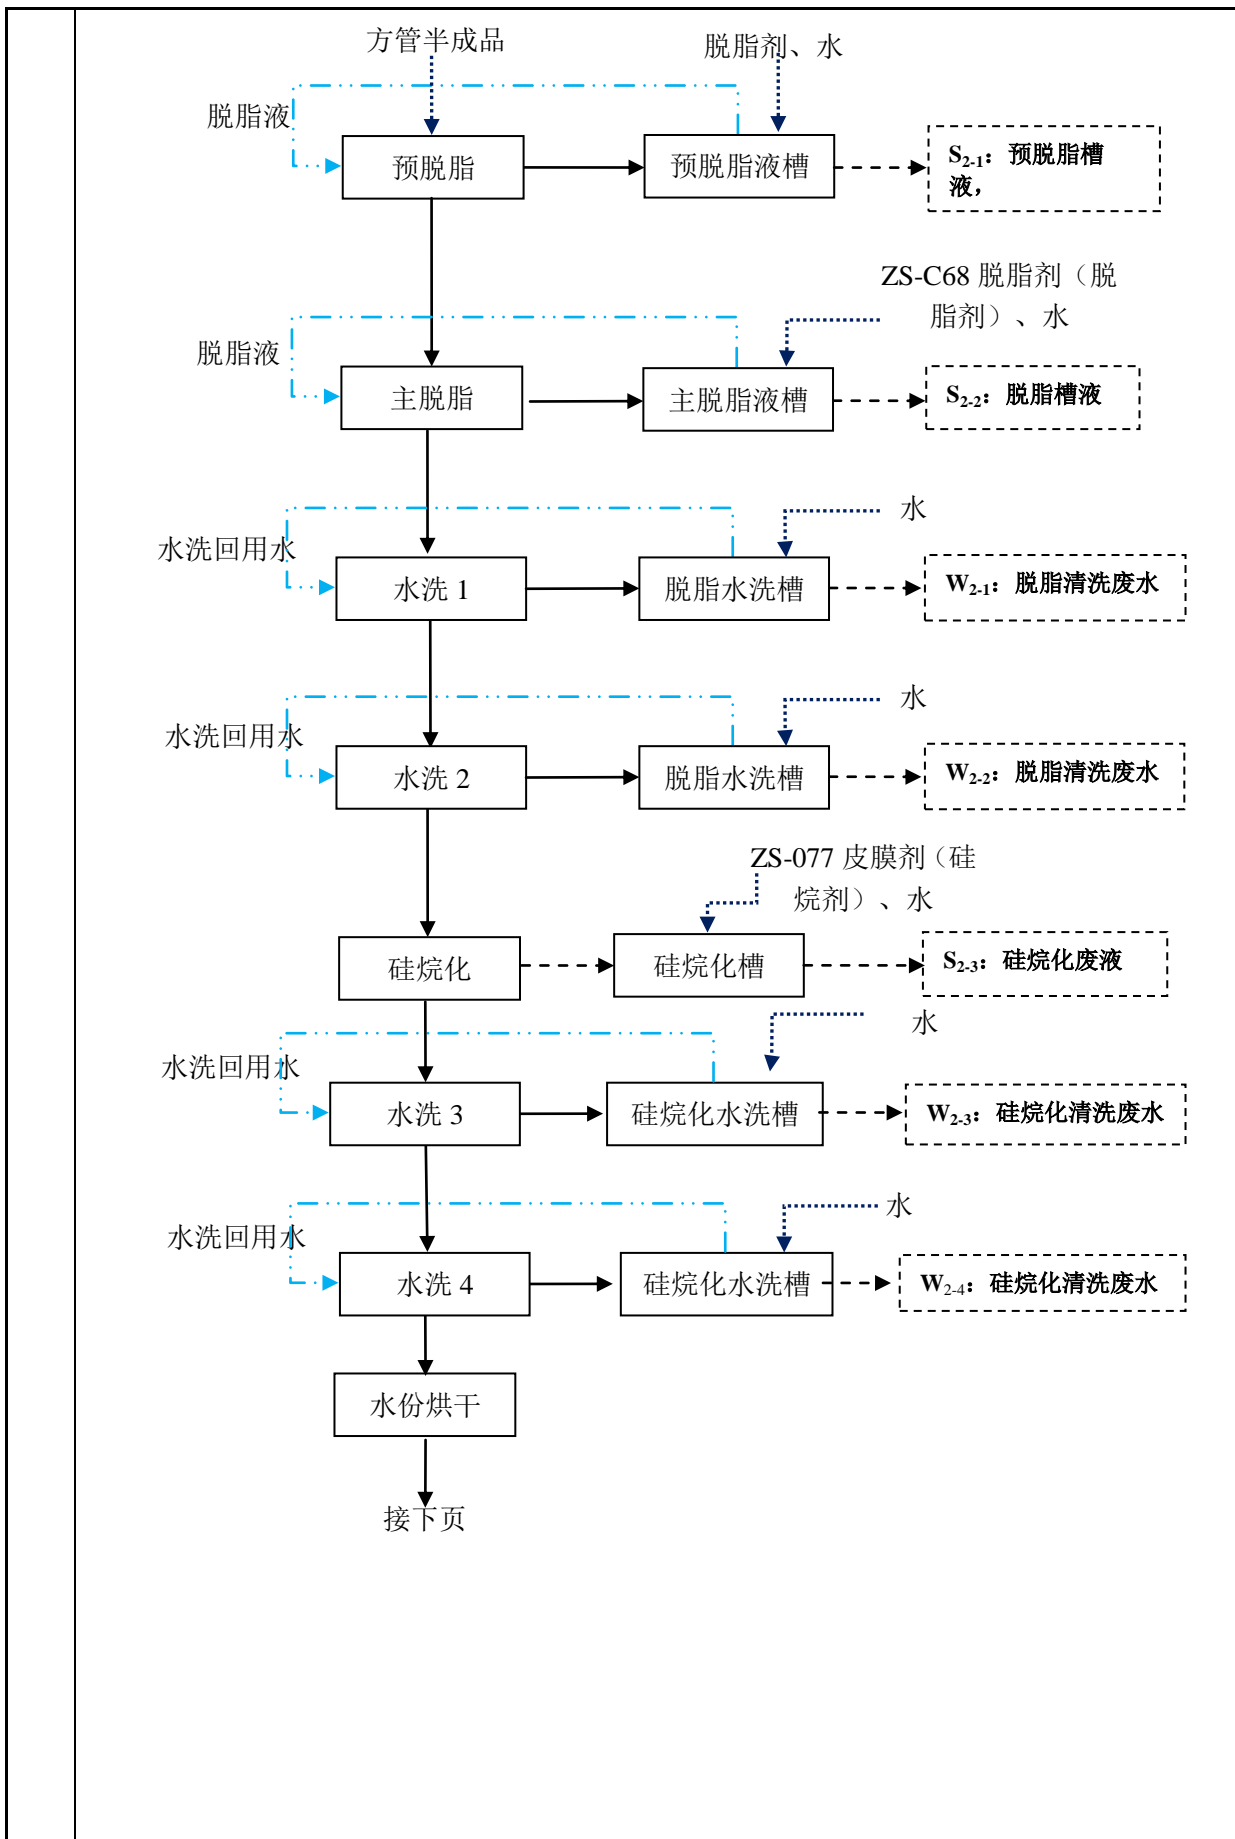 方管半成品
脱脂剂、水
脱脂液
预脱脂
预脱脂液槽
S2-1：预脱脂槽
液，
ZS-C68 脱脂剂（脱
脂剂）、水
脱脂液
主脱脂
主脱脂液槽
S2-2：脱脂槽液
水
水洗回用水
水洗 1
脱脂水洗槽
W2-1：脱脂清洗废水
水
水洗回用水
水洗 2
脱脂水洗槽
W2-2：脱脂清洗废水
ZS-077 皮膜剂（硅
烷剂）、水
硅烷化
硅烷化槽
S2-3：硅烷化废液
水
水洗回用水
水洗 3
硅烷化水洗槽
W2-3：硅烷化清洗废水
水
水洗回用水
水洗 4
硅烷化水洗槽
W2-4：硅烷化清洗废水
水份烘干
接下页